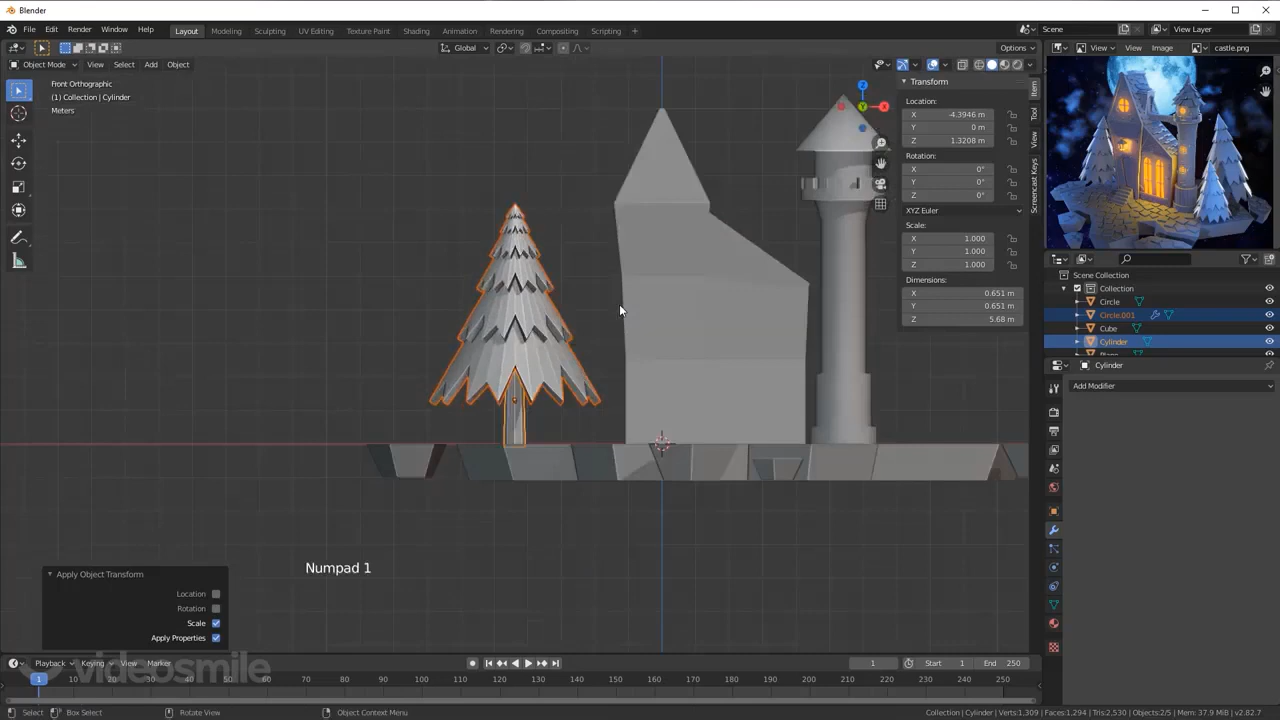 Blender
File Edit Render Window Help
Layout Modeling Sculpting UV Editing Texture Paint Shading Animation Rendering Compositing Scripting +
Scene
View Layer
Global
Options
View
View Image
castle.png
Object Mode
View Select Add Object
Front Orthographic
(1) Collection | Cylinder
Meters
Transform
Location:
X -4.3946 m
Y 0 m
Z 1.3208 m
Rotation:
X 0°
Y 0°
Z 0°
XYZ Euler
Scale:
X 1.000
Y 1.000
Z 1.000
Dimensions:
X 0.651 m
Y 0.651 m
Z 5.68 m
Item
Tool
View
Screencast Keys
Z
X
Y
Scene Collection
Collection
Circle
Circle.001
Cube
Cylinder
Cylinder
Add Modifier
Numpad 1
Apply Object Transform
Location
Rotation
Scale
Apply Properties
videosmile
Playback Keying View Marker
1
Start 1
End 250
1 10 20 30 40 50 60 70 80 90 100 110 120 130 140 150 160 170 180 190 200 210 220 230 240 250
Select
Box Select
Rotate View
Object Context Menu
Collection | Cylinder | Verts:1,309 | Faces:1,294 | Tris:2,530 | Objects:2/5 | Mem: 37.9 MiB | v2.82.7